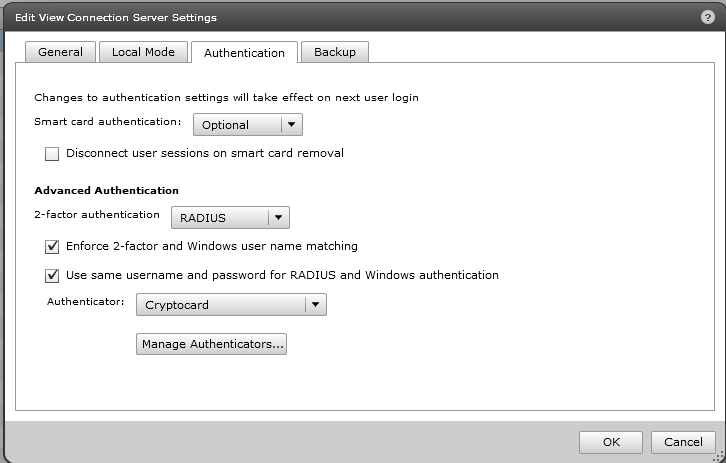 Edit View Connection Server Settings
?
General
Local Mode
Authentication
Backup
Changes to authentication settings will take effect on next user login
Smart card authentication:
Optional
Disconnect user sessions on smart card removal
Advanced Authentication
2-factor authentication
RADIUS
Enforce 2-factor and Windows user name matching
Use same username and password for RADIUS and Windows authentication
Authenticator:
Cryptocard
Manage Authenticators...
OK
Cancel